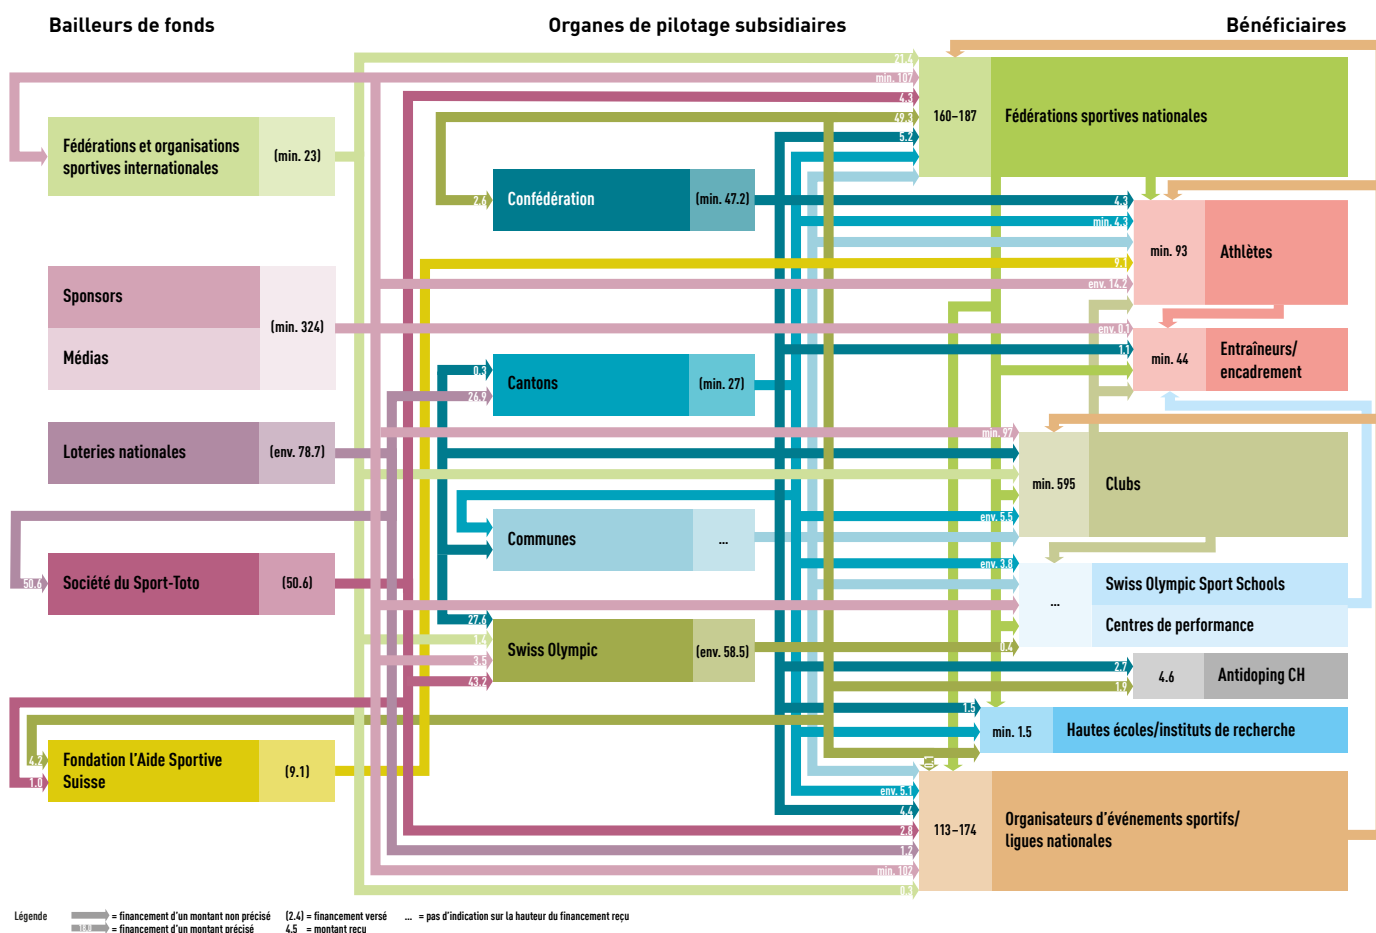 Bailleurs de fonds
Organes de pilotage subsidiaires
Bénéficiaires
21.4
min. 107
4.3
49.3
5.2
160–187
Fédérations sportives nationales
Fédérations et organisations
sportives internationales
(min. 23)
2.6
Confédération
(min. 47.2)
4.3
min. 4.3
9.1
env. 14.2
min. 93
Athlètes
Sponsors
Médias
(min. 324)
env. 0.1
1.1
min. 44
Entraîneurs/
encadrement
0.3
26.9
Cantons
(min. 27)
Loteries nationales
(env. 78.7)
min. 97
env. 5.5
min. 595
Clubs
Communes
...
50.6
Société du Sport-Toto
(50.6)
env. 3.8
0.4
...
Swiss Olympic Sport Schools
Centres de performance
27.6
1.4
3.5
43.2
Swiss Olympic
(env. 58.5)
2.7
1.9
4.6
Antidoping CH
1.5
min. 1.5
Hautes écoles/instituts de recherche
4.2
1.0
Fondation l'Aide Sportive
Suisse
(9.1)
env. 5.1
4.4
2.8
1.2
min. 102
0.3
113–174
Organisateurs d'événements sportifs/
ligues nationales
Légende
= financement d'un montant non précisé
(2.4) = financement versé
... = pas d'indication sur la hauteur du financement reçu
18.0
= financement d'un montant précisé
4.5 = montant reçu